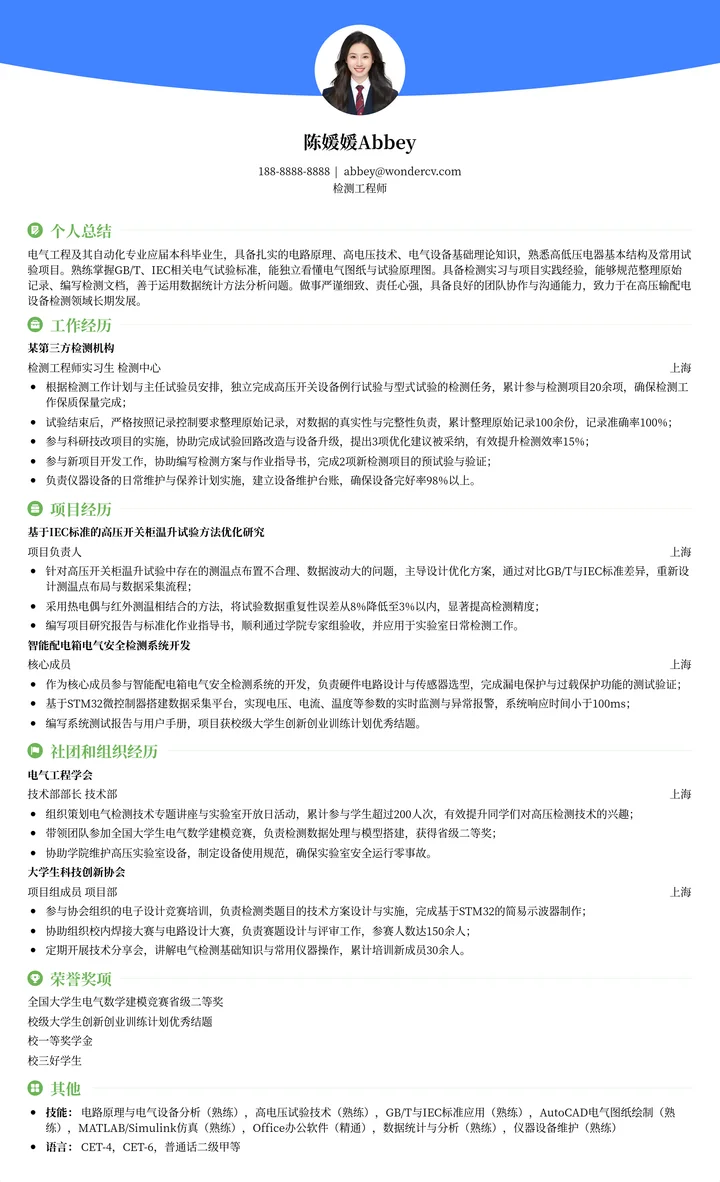 陈媛媛Abbey
188-8888-8888 | abbey@wondercv.com
检测工程师
个人总结
电气工程及其自动化专业应届本科毕业生，具备扎实的电路原理、高电压技术、电气设备基础理论知识，熟悉高低压电器基本结构及常用试
验项目。熟练掌握GB/T、IEC相关电气试验标准，能独立看懂电气图纸与试验原理图。具备检测实习与项目实践经验，能够规范整理原始
记录、编写检测文档，善于运用数据统计方法分析问题。做事严谨细致、责任心强，具备良好的团队协作与沟通能力，致力于在高压输配电
设备检测领域长期发展。
工作经历
某第三方检测机构
检测工程师实习生 检测中心 上海
• 根据检测工作计划与主任试验员安排，独立完成高压开关设备例行试验与型式试验的检测任务，累计参与检测项目20余项，确保检测工
作保质保量完成；
• 试验结束后，严格按照记录控制要求整理原始记录，对数据的真实性与完整性负责，累计整理原始记录100余份，记录准确率100%；
• 参与科研技改项目的实施，协助完成试验回路改造与设备升级，提出3项优化建议被采纳，有效提升检测效率15%；
• 参与新项目开发工作，协助编写检测方案与作业指导书，完成2项新检测项目的预试验与验证；
• 负责仪器设备的日常维护与保养计划实施，建立设备维护台账，确保设备完好率98%以上。
项目经历
基于IEC标准的高压开关柜温升试验方法优化研究
项目负责人 上海
• 针对高压开关柜温升试验中存在的测温点布置不合理、数据波动大的问题，主导设计优化方案，通过对比GB/T与IEC标准差异，重新设
计测温点布局与数据采集流程；
• 采用热电偶与红外测温相结合的方法，将试验数据重复性误差从8%降低至3%以内，显著提高检测精度；
• 编写项目研究报告与标准化作业指导书，顺利通过学院专家组验收，并应用于实验室日常检测工作。
智能配电箱电气安全检测系统开发
核心成员 上海
• 作为核心成员参与智能配电箱电气安全检测系统的开发，负责硬件电路设计与传感器选型，完成漏电保护与过载保护功能的测试验证；
• 基于STM32微控制器搭建数据采集平台，实现电压、电流、温度等参数的实时监测与异常报警，系统响应时间小于100ms；
• 编写系统测试报告与用户手册，项目获校级大学生创新创业训练计划优秀结题。
社团和组织经历
电气工程学会
技术部部长 技术部 上海
• 组织策划电气检测技术专题讲座与实验室开放日活动，累计参与学生超过200人次，有效提升同学们对高压检测技术的兴趣；
• 带领团队参加全国大学生电气数学建模竞赛，负责检测数据处理与模型搭建，获得省级二等奖；
• 协助学院维护高压实验室设备，制定设备使用规范，确保实验室安全运行零事故。
大学生科技创新协会
项目组成员 项目部 上海
• 参与协会组织的电子设计竞赛培训，负责检测类题目的技术方案设计与实施，完成基于STM32的简易示波器制作；
• 协助组织校内焊接大赛与电路设计大赛，负责赛题设计与评审工作，参赛人数达150余人；
• 定期开展技术分享会，讲解电气检测基础知识与常用仪器操作，累计培训新成员30余人。
荣誉奖项
全国大学生电气数学建模竞赛省级二等奖
校级大学生创新创业训练计划优秀结题
校一等奖学金
校三好学生
其他
• 技能： 电路原理与电气设备分析（熟练），高电压试验技术（熟练），GB/T与IEC标准应用（熟练），AutoCAD电气图纸绘制（熟
练），MATLAB/Simulink仿真（熟练），Office办公软件（精通），数据统计与分析（熟练），仪器设备维护（熟练）
• 语言： CET-4，CET-6，普通话二级甲等